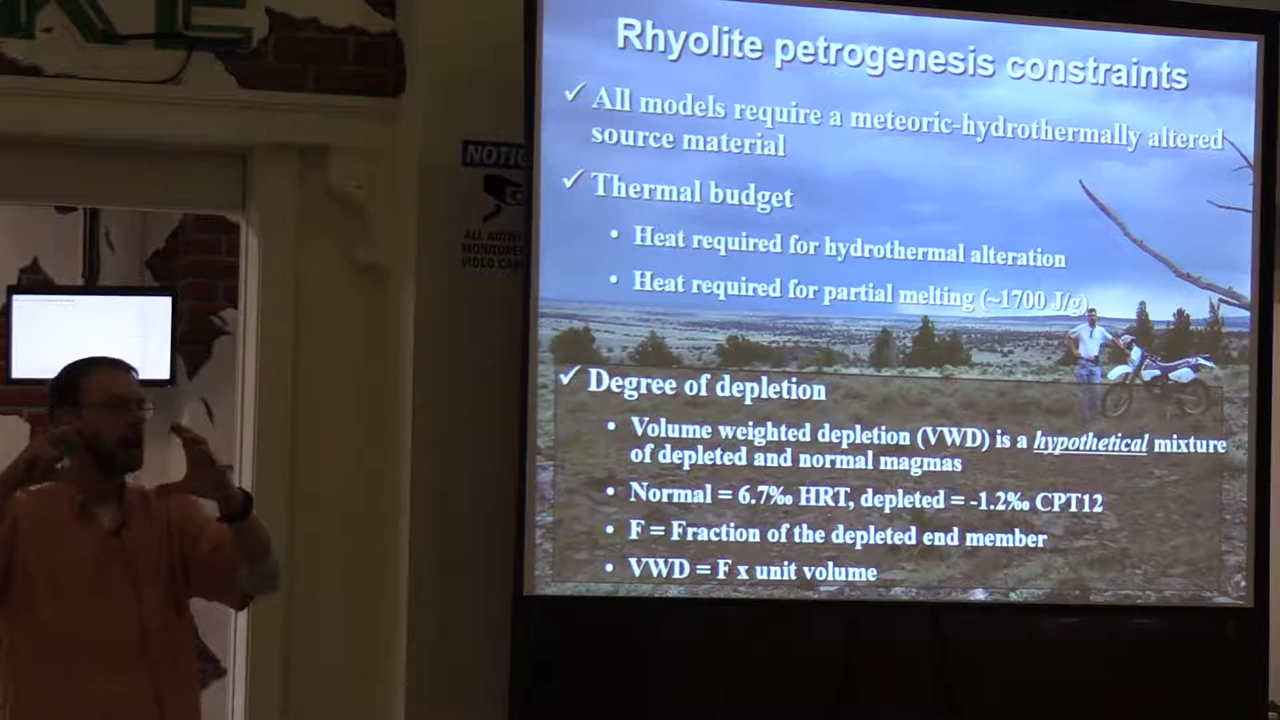 KE
NOTIC
ALL ACTIVI
MONITORED
VIDEO CAM
Rhyolite petrogenesis constraints
✓ All models require a meteoric-hydrothermally altered
source material
✓ Thermal budget
• Heat required for hydrothermal alteration
• Heat required for partial melting (~1700 J/g)
✓ Degree of depletion
• Volume weighted depletion (VWD) is a hypothetical mixture
of depleted and normal magmas
• Normal = 6.7‰ HRT, depleted = -1.2‰ CPT12
• F = Fraction of the depleted end member
• VWD = F x unit volume